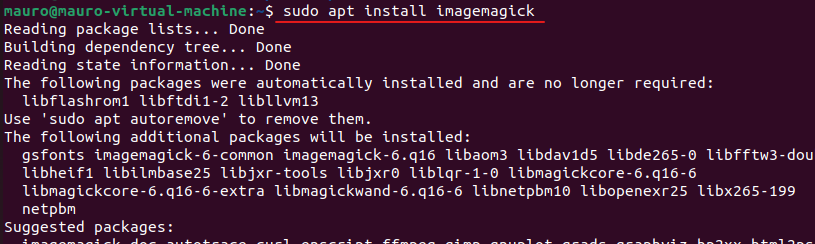 mauro@mauro-virtual-machine:~$ sudo apt install imagemagick
Reading package lists... Done
Building dependency tree... Done
Reading state information... Done
The following packages were automatically installed and are no longer required:
  libflashrom1 libftdi1-2 libllvm13
Use 'sudo apt autoremove' to remove them.
The following additional packages will be installed:
  gsfonts imagemagick-6-common imagemagick-6.q16 libaom3 libdav1d5 libde265-0 libfftw3-dou
  libheif1 libilmbase25 libjxr-tools libjxr0 liblqr-1-0 libmagickcore-6.q16-6
  libmagickcore-6.q16-6-extra libmagickwand-6.q16-6 libnetpbm10 libopenexr25 libx265-199
  netpbm
Suggested packages: